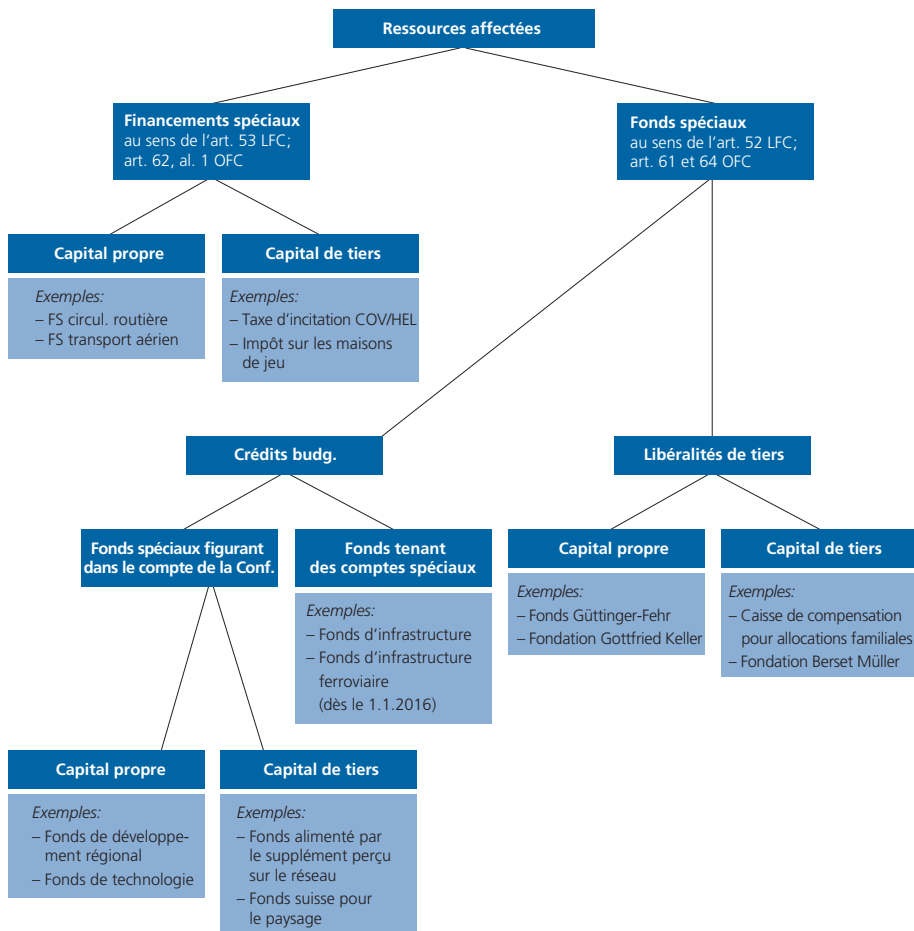 Ressources affectées
Financements spéciaux
au sens de l'art. 53 LFC;
art. 62, al. 1 OFC
Fonds spéciaux
au sens de l'art. 52 LFC;
art. 61 et 64 OFC
Capital propre
Exemples:
– FS circul. routière
– FS transport aérien
Capital de tiers
Exemples:
– Taxe d'incitation COV/HEL
– Impôt sur les maisons
de jeu
Crédits budg.
Libéralités de tiers
Fonds spéciaux figurant
dans le compte de la Conf.
Fonds tenant
des comptes spéciaux
Exemples:
– Fonds d'infrastructure
– Fonds d'infrastructure
ferroviaire
(dès le 1.1.2016)
Capital propre
Exemples:
– Fonds Güttinger-Fehr
– Fondation Gottfried Keller
Capital de tiers
Exemples:
– Caisse de compensation
pour allocations familiales
– Fondation Berset Müller
Capital propre
Exemples:
– Fonds de développe-
ment régional
– Fonds de technologie
Capital de tiers
Exemples:
– Fonds alimenté par
le supplément perçu
sur le réseau
– Fonds suisse pour
le paysage